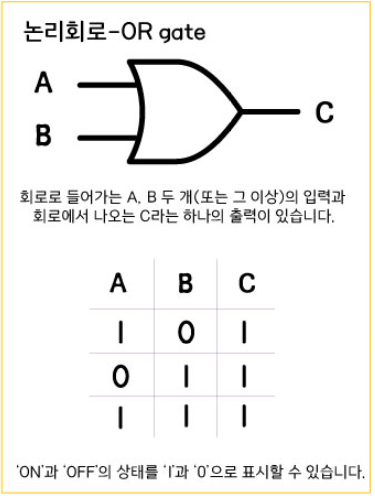 논리회로-OR gate
A
B
C
회로로 들어가는 A, B 두 개(또는 그 이상)의 입력과
회로에서 나오는 C라는 하나의 출력이 있습니다.
A B C
1 0 1
0 1 1
1 1 1
'ON'과 'OFF'의 상태를 '1'과 '0'으로 표시할 수 있습니다.